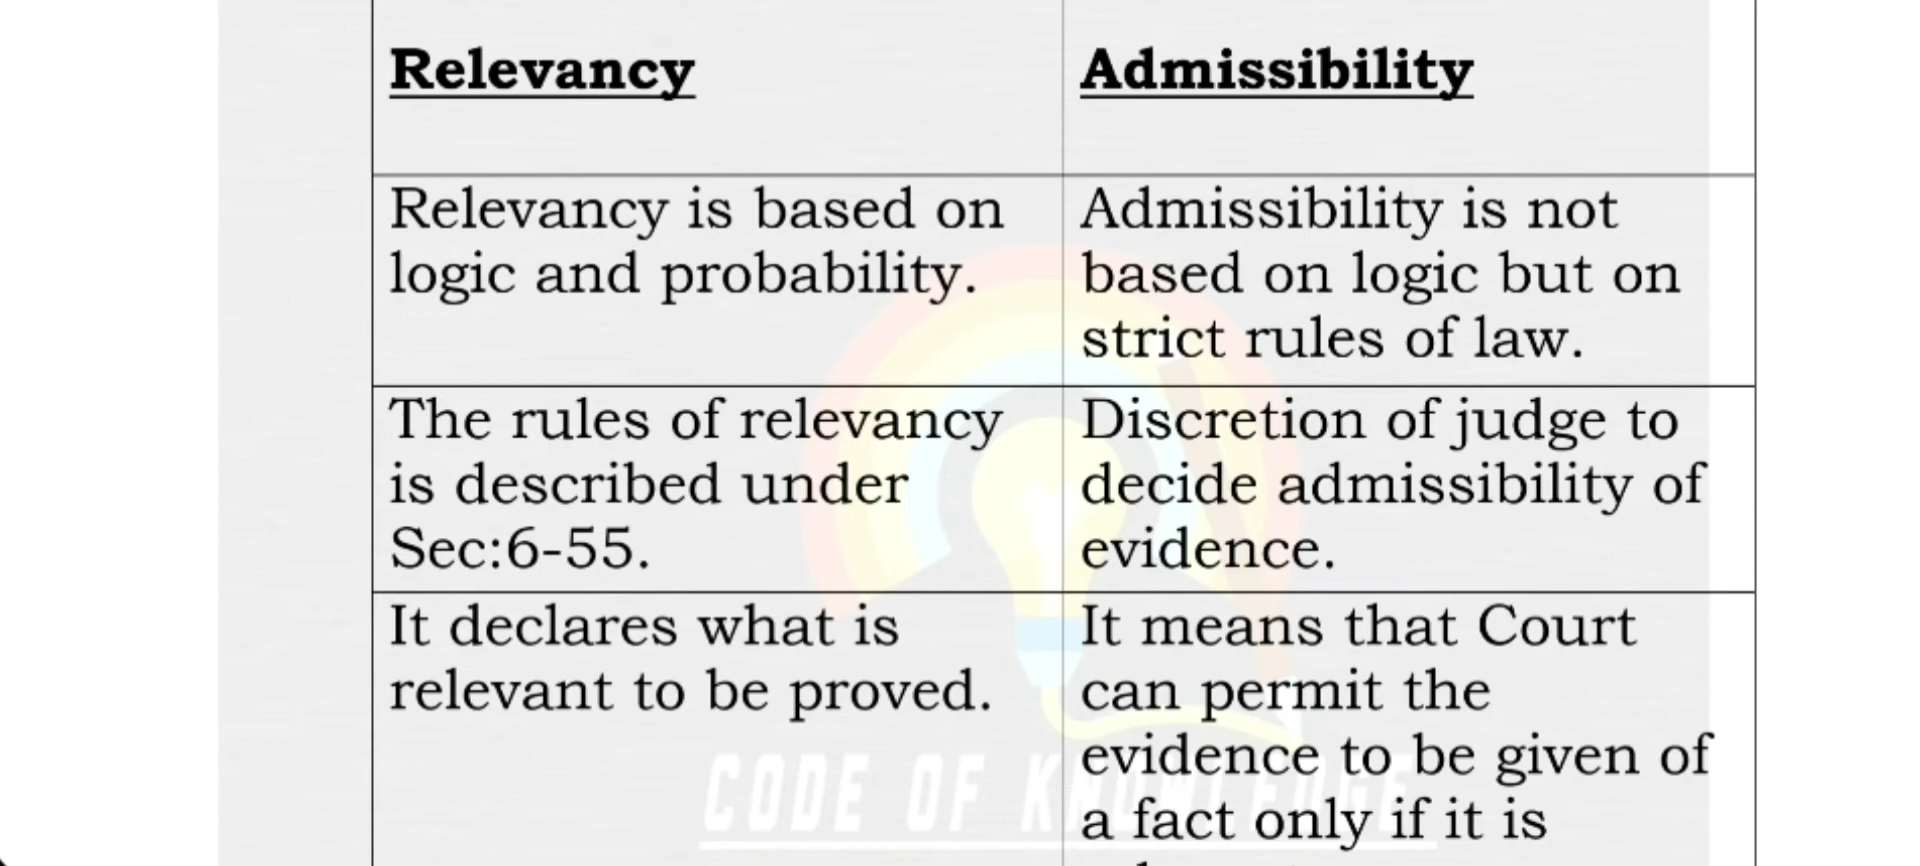 Relevancy
Admissibility
Relevancy is based on
logic and probability.
Admissibility is not
based on logic but on
strict rules of law.
The rules of relevancy
is described under
Sec:6-55.
Discretion of judge to
decide admissibility of
evidence.
It declares what is
relevant to be proved.
It means that Court
can permit the
evidence to be given of
a fact only if it is
CODE OF KNOWLEDGE